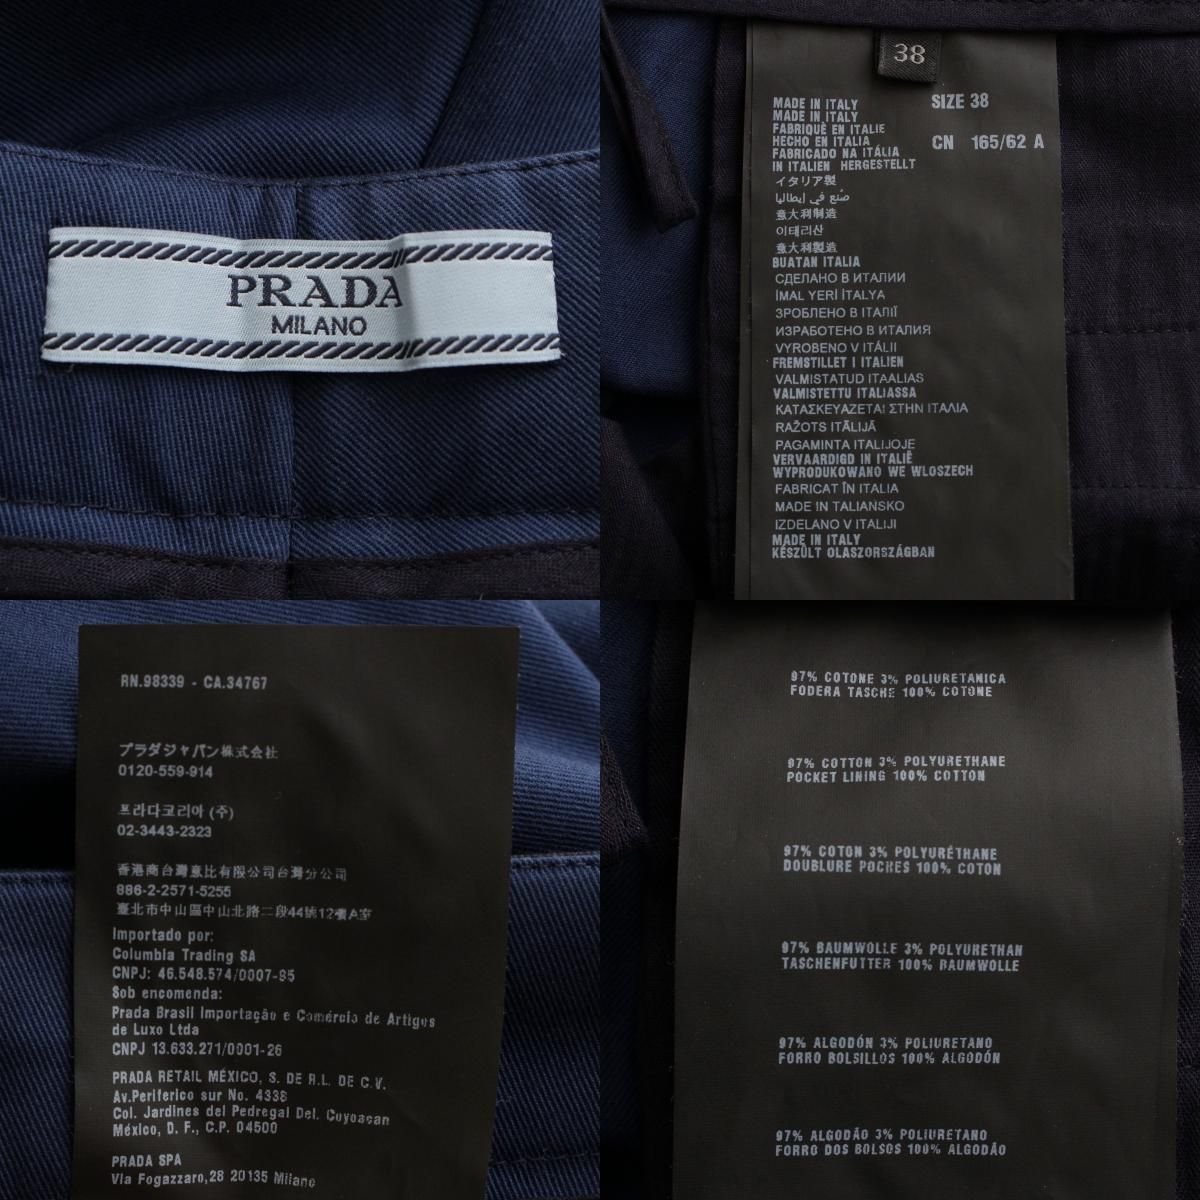 PRADA
MILANO
38
MADE IN ITALY
MADE IN ITALY
FABRIQUÉ EN ITALIE
HECHO EN ITALIA
FABRICADO NA ITÁLIA
IN ITALIEN HERGESTELLT
イタリア製
صُنع في إيطاليا
意大利制造
이태리산
意大利製造
BUATAN ITALIA
СДЕЛАНО В ИТАЛИИ
İMAL YERİ İTALYA
ЗРОБЛЕНО В ІТАЛІЇ
ИЗРАБОТЕНО В ИТАЛИЯ
VYROBENO V ITÁLII
FREMSTILLET I ITALIEN
VALMISTATUD ITAALIAS
VALMISTETTU ITALIASSA
ΚΑΤΑΣΚΕΥΑΖΕΤΑΙ ΣΤΗΝ ΙΤΑΛΙΑ
RAŽOTS ITĀLIJĀ
PAGAMINTA ITALIJOJE
VERVAARDIGD IN ITALIË
WYPRODUKOWANO WE WLOSZECH
FABRICAT ÎN ITALIA
MADE IN TALIANSKO
IZDELANO V ITALIJI
MADE IN ITALY
KÉSZÜLT OLASZORSZÁGBAN
SIZE 38
CN 165/62 A
RN.98339 - CA.34767
プラダジャパン株式会社
0120-559-914
프라다코리아 (주)
02-3443-2323
香港商台灣意比有限公司台灣分公司
886-2-2571-5255
臺北市中山區中山北路二段44號12樓A室
Importado por:
Columbia Trading SA
CNPJ: 46.548.574/0007-95
Sob encomenda:
Prada Brasil Importação e Comércio de Artigos
de Luxo Ltda
CNPJ 13.633.271/0001-26
PRADA RETAIL MÉXICO, S. DE R.L. DE C.V.
Av.Periferico sur No. 4338
Col. Jardines del Pedregal Del. Cuyoacan
México, D. F., C.P. 04500
PRADA SPA
Via Fogazzaro,28 20135 Milano
97% COTONE 3% POLIURETANICA
FODERA TASCHE 100% COTONE
97% COTTON 3% POLYURETHANE
POCKET LINING 100% COTTON
97% COTON 3% POLYURÉTHANE
DOUBLURE POCHES 100% COTON
97% BAUMWOLLE 3% POLYURETHAN
TASCHENFUTTER 100% BAUMWOLLE
97% ALGODÓN 3% POLIURETANO
FORRO BOLSILLOS 100% ALGODÓN
97% ALGODÃO 3% POLIURETANO
FORRO DOS BOLSOS 100% ALGODÃO